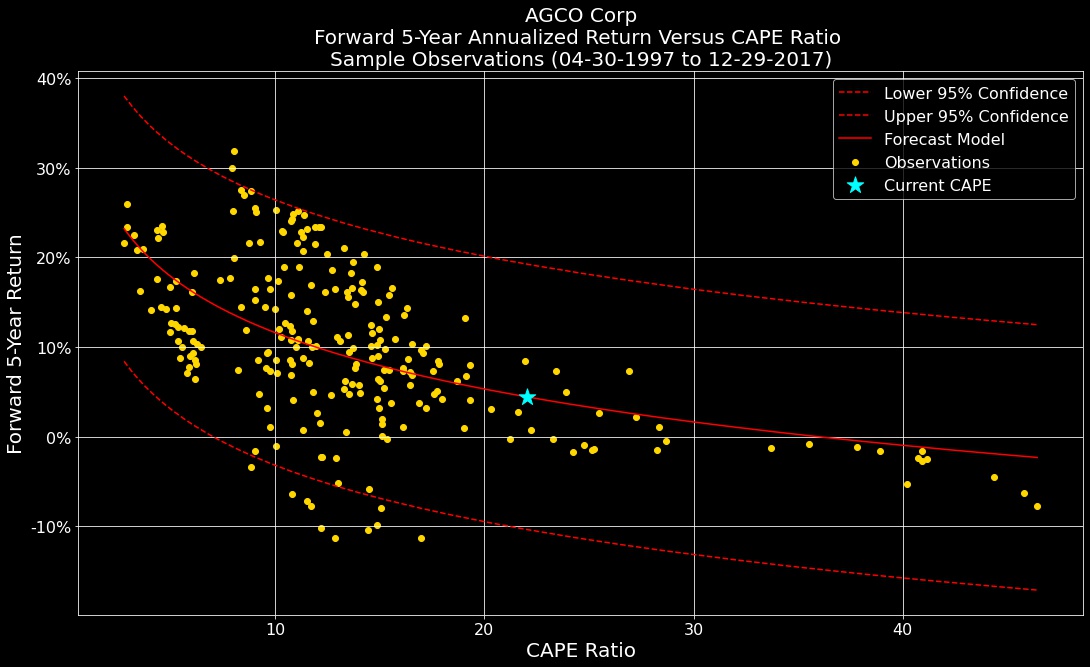 AGCO Corp
Forward 5-Year Annualized Return Versus CAPE Ratio
Sample Observations (04-30-1997 to 12-29-2017)
Lower 95% Confidence
Upper 95% Confidence
Forecast Model
Observations
Current CAPE
Forward 5-Year Return
40%
30%
20%
10%
0%
-10%
10
20
30
40
CAPE Ratio